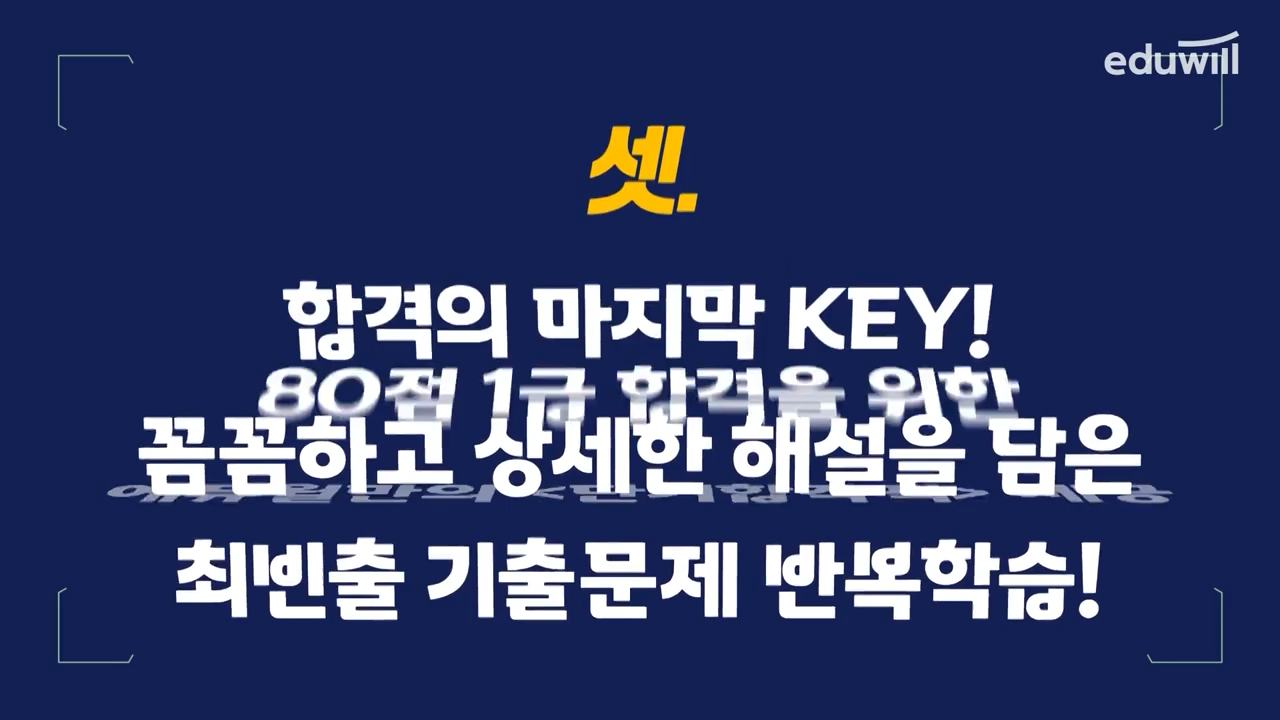 eduwill
셋.
합격의 마지막 KEY!
80점 1급 합격을 위한
꼼꼼하고 상세한 해설을 담은
최빈출 기출문제 반복학습!